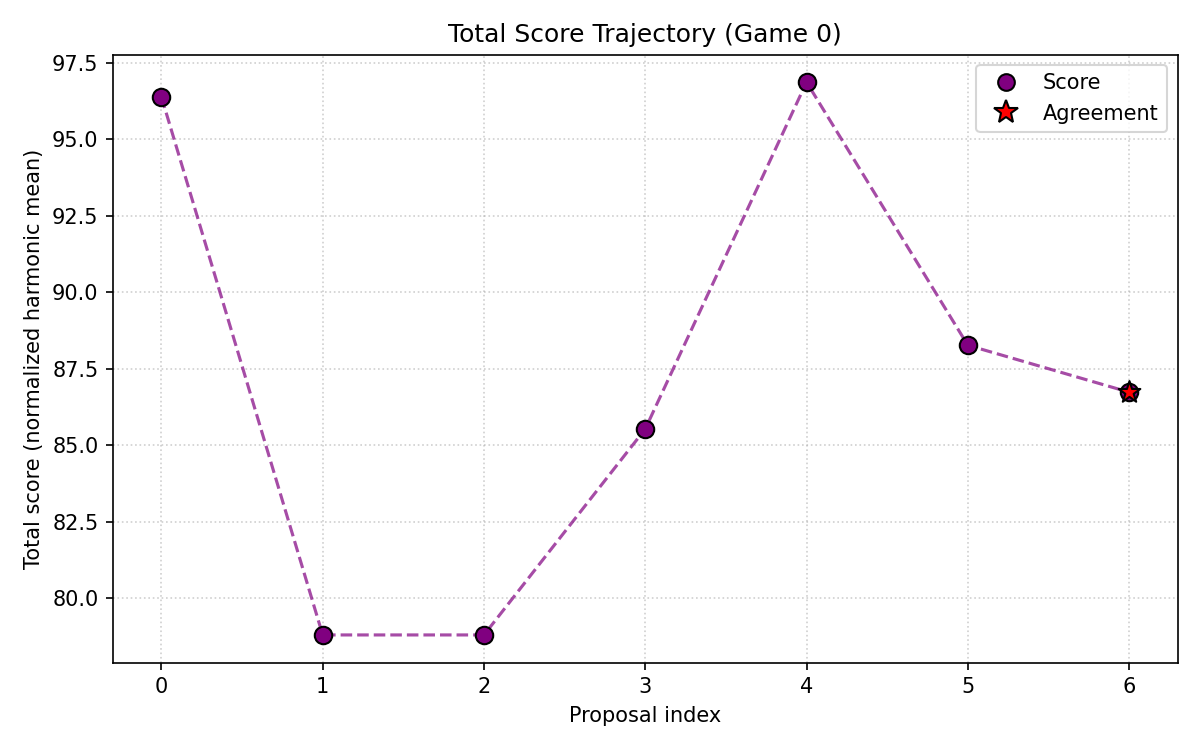 Total Score Trajectory (Game 0)
Total score (normalized harmonic mean)
97.5
95.0
92.5
90.0
87.5
85.0
82.5
80.0
Score
Agreement
0 1 2 3 4 5 6
Proposal index